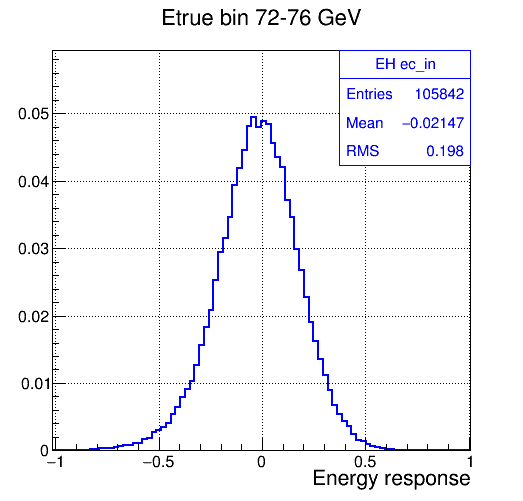 Etrue bin 72-76 GeV
EH ec_in
Entries 105842
Mean −0.02147
RMS 0.198
0.05
0.04
0.03
0.02
0.01
0
−1 −0.5 0 0.5 1
Energy response